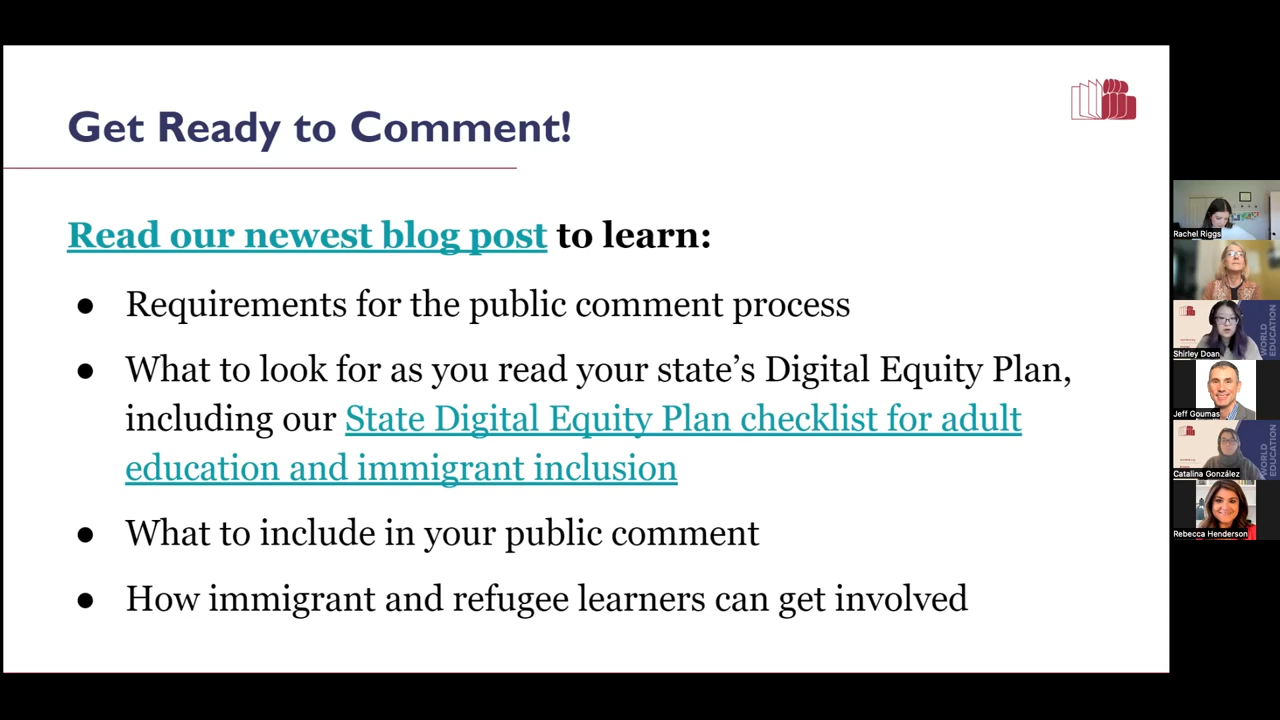 Get Ready to Comment!
Read our newest blog post to learn:
● Requirements for the public comment process
● What to look for as you read your state’s Digital Equity Plan,
including our State Digital Equity Plan checklist for adult
education and immigrant inclusion
● What to include in your public comment
● How immigrant and refugee learners can get involved
Rachel Riggs
Shirley Doan
WORLD
EDUCATION
Jeff Goumas
Catalina González
WORLD
EDUCATION
Rebecca Henderson